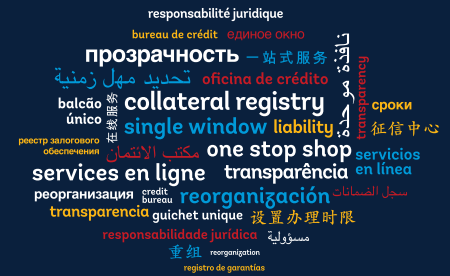 responsabilité juridique
bureau de crédit
единое окно
прозрачность
一站式服务
نافذة موحدة
تحديد مهل زمنية
oficina de crédito
transparency
balcão
único
在线服务
collateral registry
сроки
single window
liability
征信中心
реестр залогового
обеспечения
مكتب الائتمان
one stop shop
servicios
en línea
services en ligne
transparência
реорганизация
credit
bureau
reorganización
سجل الضمانات
transparencia
guichet unique
设置办理时限
responsabilidade jurídica
مسؤولية
重组
reorganization
registro de garantías